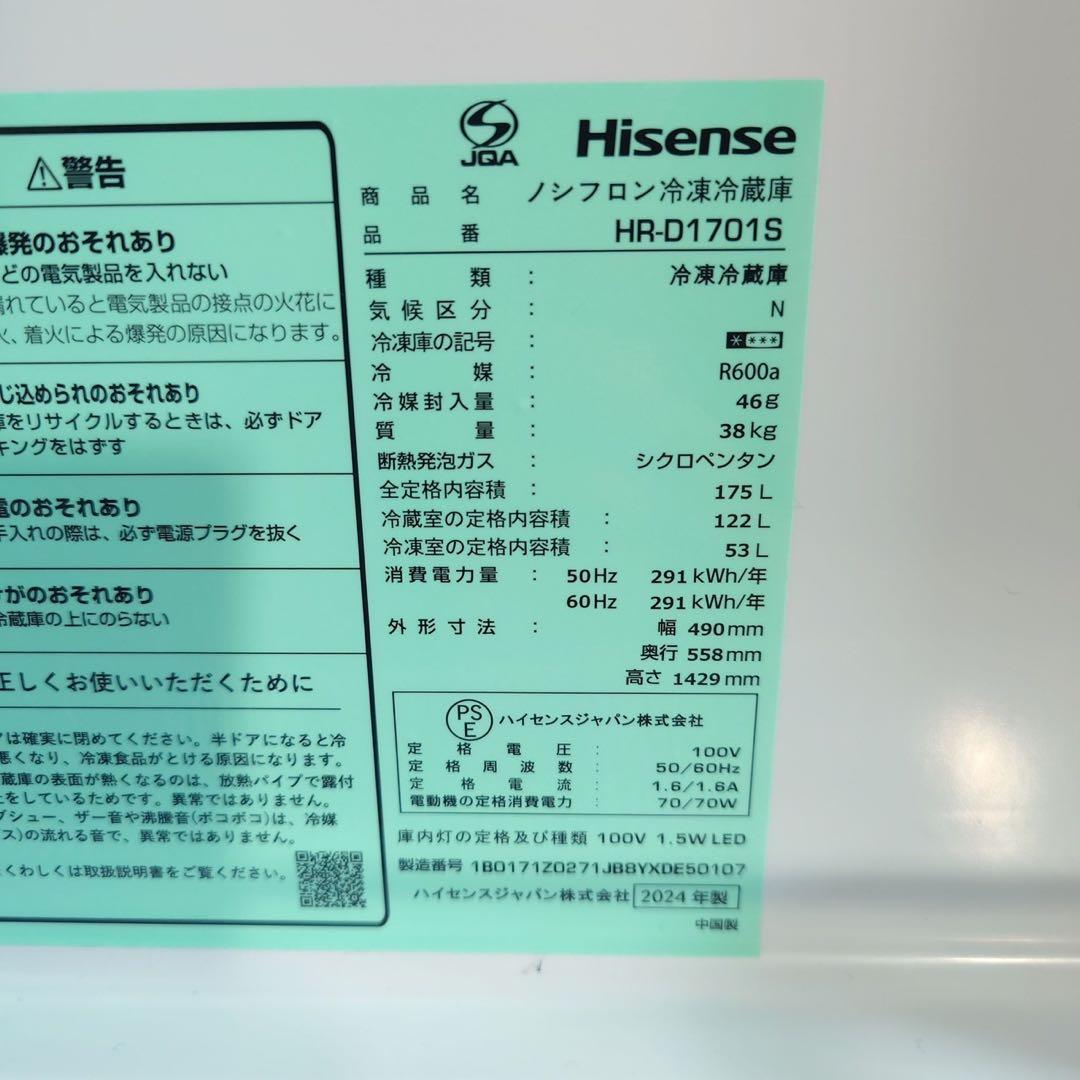 警告
爆発のおそれあり
どの電気製品を入れない
れていると電気製品の接点の火花に
火、着火による爆発の原因になります。
じ込められのおそれあり
庫をリサイクルするときは、必ずドア
キングをはずす
電のおそれあり
手入れの際は、必ず電源プラグを抜く
がのおそれあり
冷蔵庫の上にのらない
正しくお使いいただくために
は確実に閉めてください。半ドアになると冷
悪くなり、冷凍食品がとける原因になります。
蔵庫の表面が熱くなるのは、放熱パイプで露付
をしているためです。異常ではありません。
プシュー、ザー音や沸騰音(ボコボコ)は、冷媒
ス)の流れる音で、異常ではありません。
くわしくは取扱説明書をご覧ください。
JQA
Hisense
商品名 ノンフロン冷凍冷蔵庫
品番 HR-D1701S
種類 : 冷凍冷蔵庫
気候区分 : N
冷凍庫の記号 : ****
冷媒 : R600a
冷媒封入量 : 46g
質量 : 38kg
断熱発泡ガス : シクロペンタン
全定格内容積 : 175L
冷蔵室の定格内容積 : 122L
冷凍室の定格内容積 : 53L
消費電力量 : 50Hz 291kWh/年
60Hz 291kWh/年
外形寸法 : 幅 490mm
奥行 558mm
高さ 1429mm
PSE ハイセンスジャパン株式会社
定格電圧 : 100V
定格周波数 : 50/60Hz
定格電流 : 1.6/1.6A
電動機の定格消費電力 : 70/70W
庫内灯の定格及び種類 100V 1.5W LED
製造番号 1B0171Z0271JB8YXDE50107
ハイセンスジャパン株式会社 2024年製
中国製